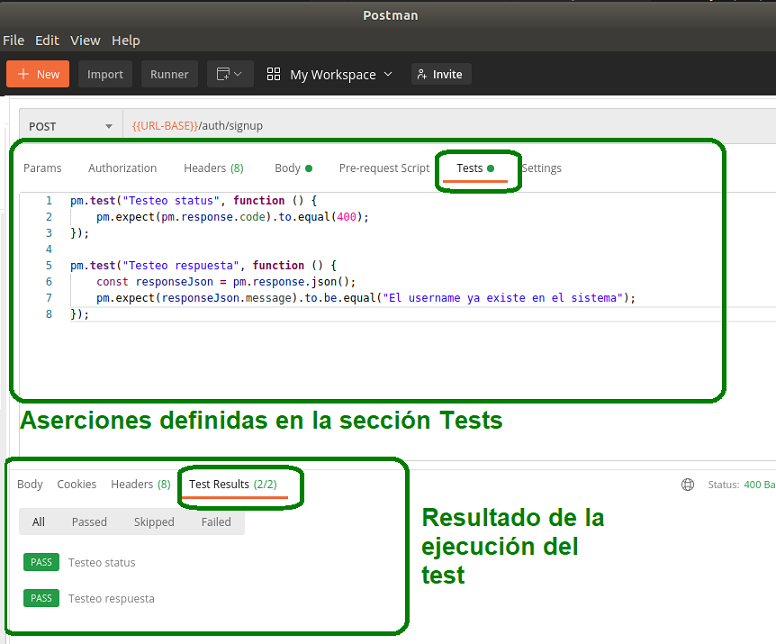 Postman
File Edit View Help
+ New Import Runner My Workspace Invite
POST {{URL-BASE}}/auth/signup
Params Authorization Headers (8) Body Pre-request Script Tests Settings
1 pm.test("Testeo status", function () {
2 pm.expect(pm.response.code).to.equal(400);
3 });
4
5 pm.test("Testeo respuesta", function () {
6 const responseJson = pm.response.json();
7 pm.expect(responseJson.message).to.be.equal("El username ya existe en el sistema");
8 });
Aserciones definidas en la sección Tests
Body Cookies Headers (8) Test Results (2/2) Status: 400 Ba
All Passed Skipped Failed
PASS Testeo status
PASS Testeo respuesta
Resultado de la
ejecución del
test